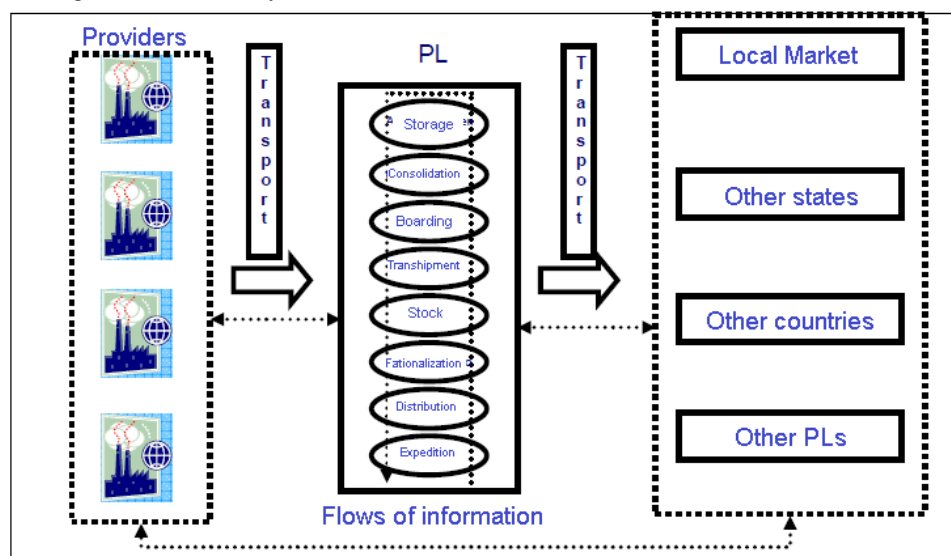 Providers
Transport
PL
Storage
Consolidation
Boarding
Transhipment
Stock
Fationalization
Distribution
Expedition
Flows of information
Transport
Local Market
Other states
Other countries
Other PLs